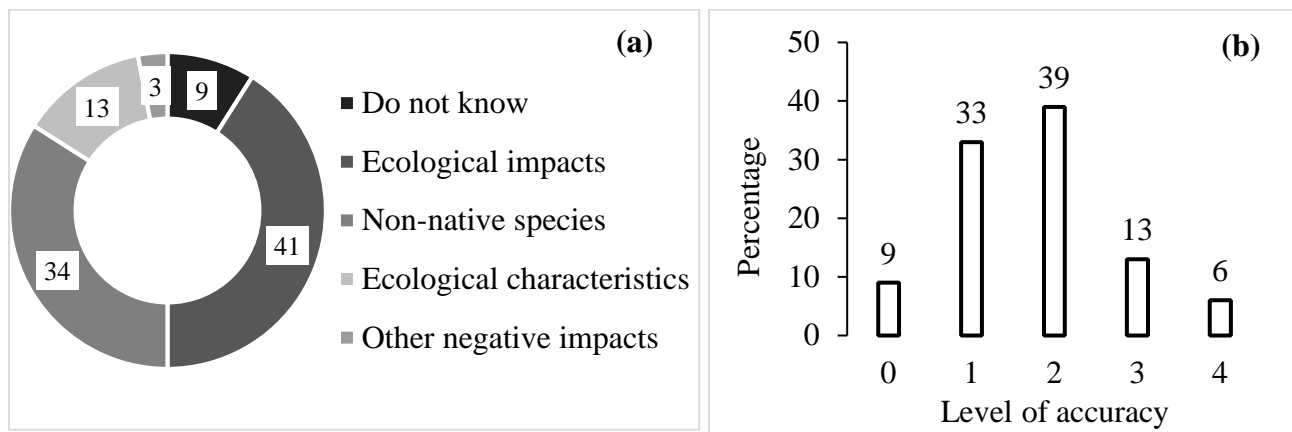 (a)
3
9
13
41
34
Do not know
Ecological impacts
Non-native species
Ecological characteristics
Other negative impacts
(b)
Percentage
50
40
30
20
10
0
9
33
39
13
6
0 1 2 3 4
Level of accuracy